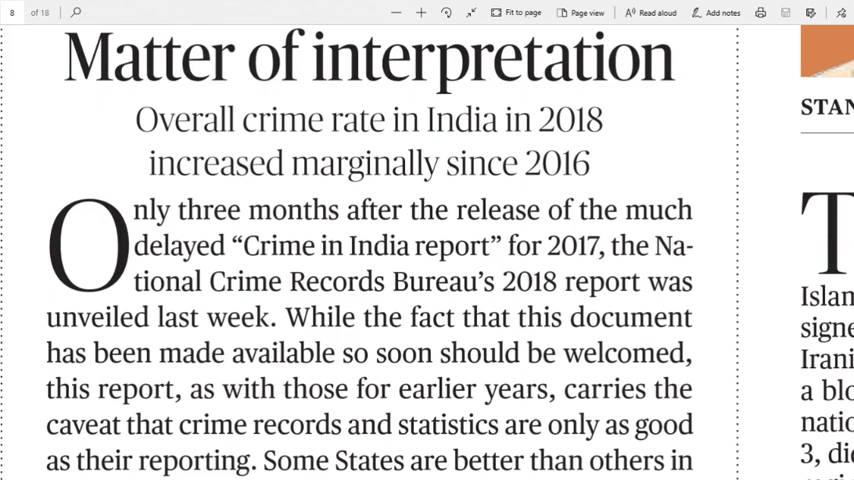 8 of 18 Fit to page Page view Read aloud Add notes
Matter of interpretation
Overall crime rate in India in 2018
increased marginally since 2016
Only three months after the release of the much
delayed “Crime in India report” for 2017, the Na-
tional Crime Records Bureau’s 2018 report was
unveiled last week. While the fact that this document
has been made available so soon should be welcomed,
this report, as with those for earlier years, carries the
caveat that crime records and statistics are only as good
as their reporting. Some States are better than others in
STAN
T
Islam
signe
Irani
a blo
natio
3, did